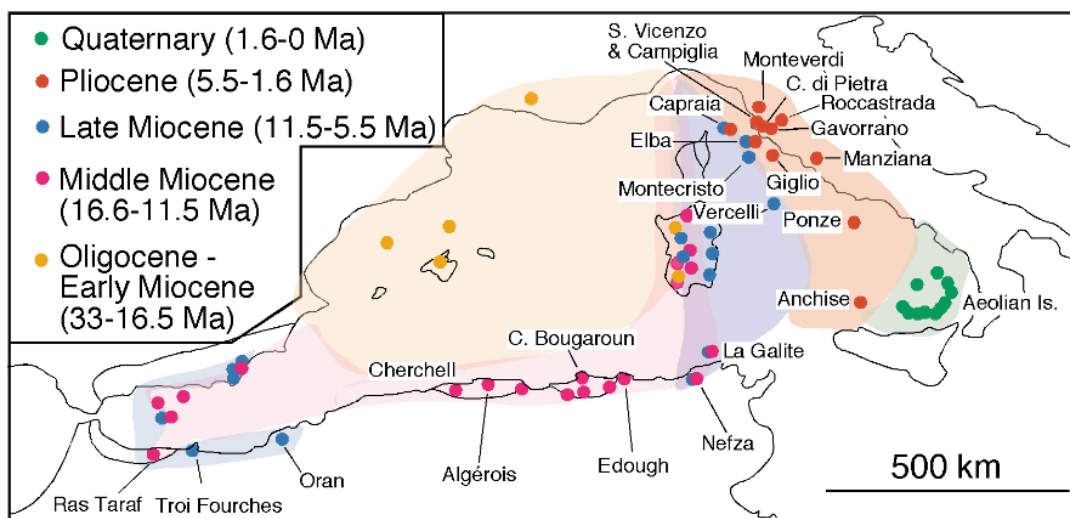 Quaternary (1.6-0 Ma)
Pliocene (5.5-1.6 Ma)
Late Miocene (11.5-5.5 Ma)
Middle Miocene
(16.6-11.5 Ma)
Oligocene -
Early Miocene
(33-16.5 Ma)
S. Vicenzo
& Campiglia
Monteverdi
C. di Pietra
Roccastrada
Capraia
Gavorrano
Elba
Manziana
Montecristo
Giglio
Vercelli
Ponze
Anchise
Aeolian Is.
C. Bougaroun
La Galite
Cherchell
Nefza
Algérois
Edough
Oran
Ras Taraf
Troi Fourches
500 km